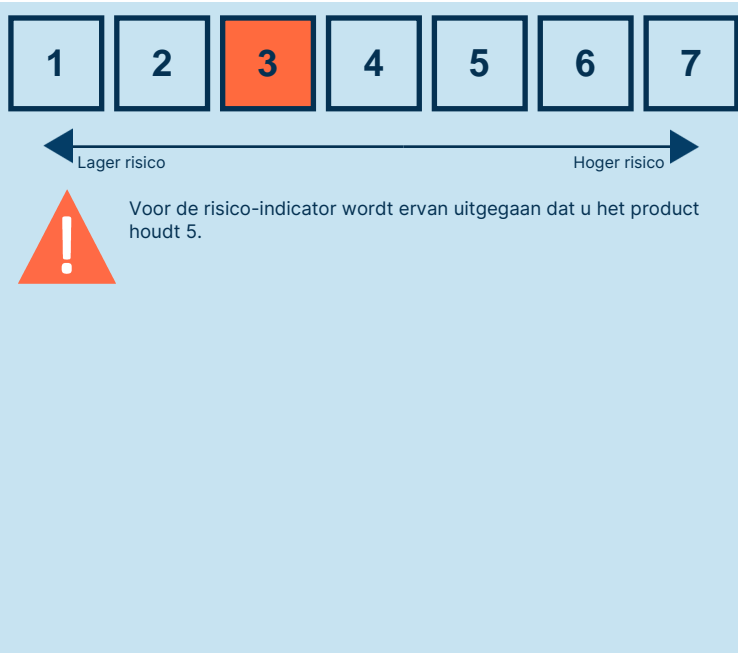 1 2 3 4 5 6 7
Lager risico Hoger risico
! Voor de risico-indicator wordt ervan uitgegaan dat u het product
houdt 5.